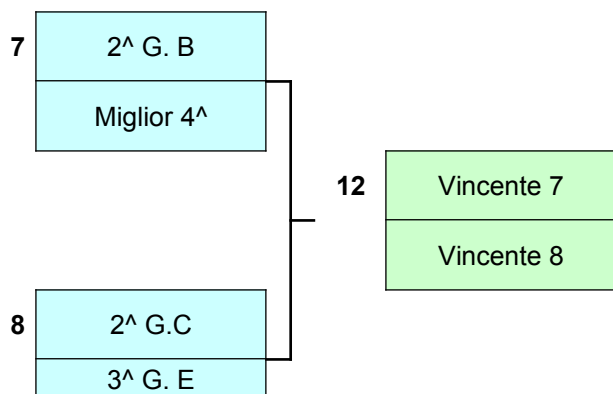 7
2^ G. B
Miglior 4^
12
Vincente 7
Vincente 8
8
2^ G.C
3^ G. E